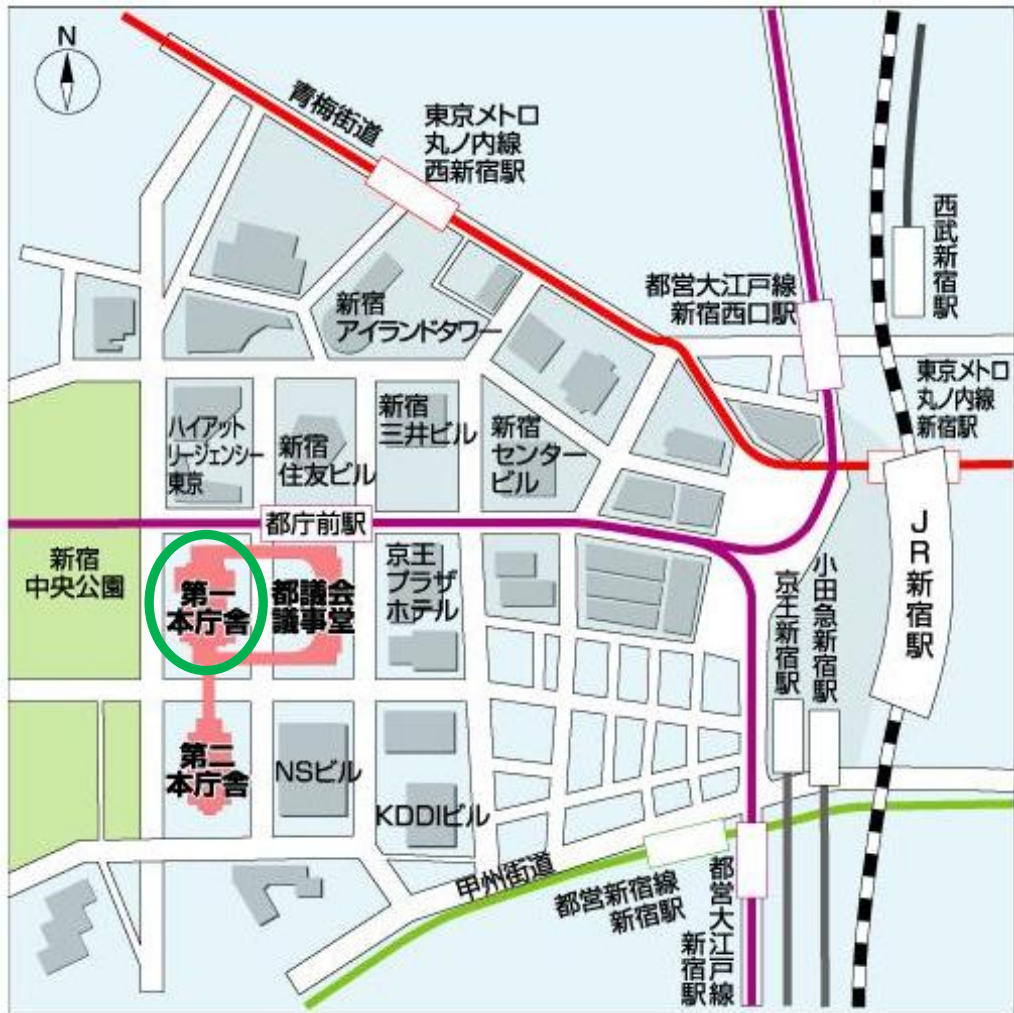 N
青梅街道
東京メトロ
丸ノ内線
西新宿駅
西武新宿駅
都営大江戸線
新宿西口駅
新宿
アイランドタワー
東京メトロ
丸ノ内線
新宿駅
ハイアット
リージェンシー
東京
新宿
住友ビル
新宿
三井ビル
新宿
センター
ビル
都庁前駅
JR新宿駅
新宿
中央公園
第一
本庁舎
都議会
議事堂
京王
プラザ
ホテル
京王新宿駅
小田急新宿駅
第二
本庁舎
NSビル
KDDIビル
甲州街道
都営新宿線
新宿駅
都営大江戸線
新宿駅